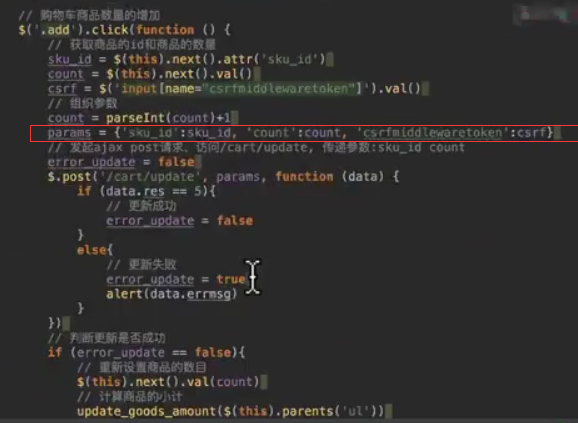 // 购物车商品数量的增加
$('.add').click(function () {
// 获取商品的id和商品的数量
sku_id = $(this).next().attr('sku_id')
count = $(this).next().val()
csrf = $('input[name="csrfmiddlewaretoken"]').val()
// 组织参数
count = parseInt(count)+1
params = {'sku_id':sku_id, 'count':count, 'csrfmiddlewaretoken':csrf}
// 发起ajax post请求、访问/cart/update, 传递参数:sku_id count
error_update = false
$.post('/cart/update', params, function (data) {
if (data.res == 5){
// 更新成功
error_update = false
}
else{
// 更新失败
error_update = true
alert(data.errmsg)
}
})
// 判断更新是否成功
if (error_update == false){
// 重新设置商品的数目
$(this).next().val(count)
// 计算商品的小计
update_goods_amount($(this).parents('ul'))